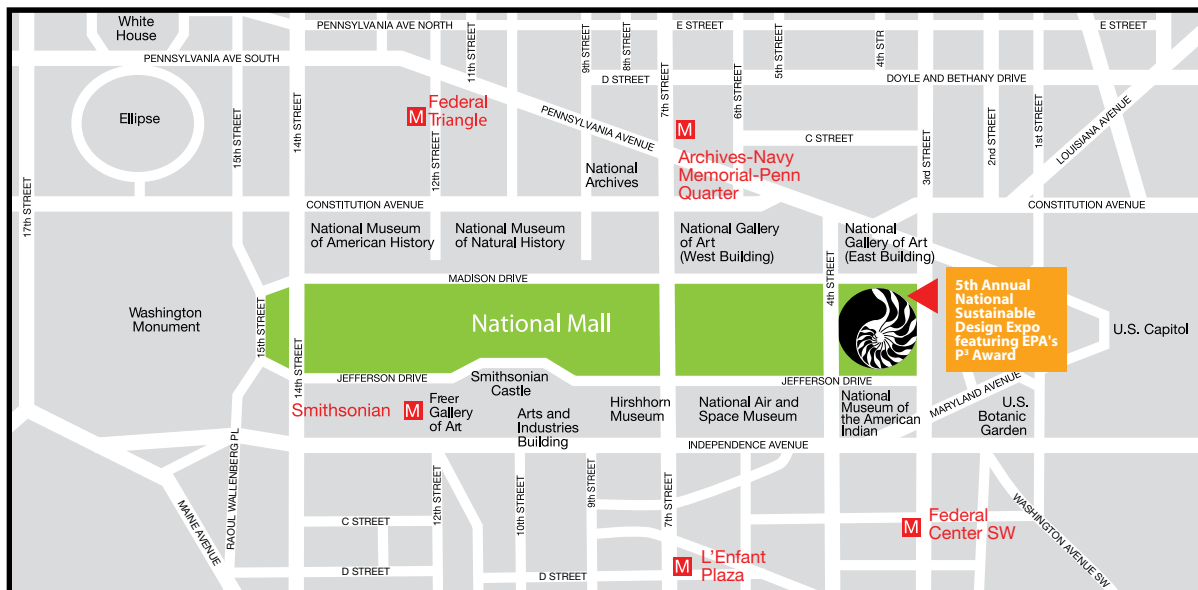 White
House
PENNSYLVANIA AVE NORTH
E STREET
E STREET
PENNSYLVANIA AVE SOUTH
11th STREET
9th STREET
8th STREET
5th STREET
4th STR
D STREET
DOYLE AND BETHANY DRIVE
Ellipse
15th STREET
14th STREET
M
Federal
Triangle
12th STREET
PENNSYLVANIA AVENUE
7th STREET
6th STREET
M
Archives-Navy
Memorial-Penn
Quarter
C STREET
3rd STREET
2nd STREET
1st STREET
LOUISIANA AVENUE
National
Archives
17th STREET
CONSTITUTION AVENUE
CONSTITUTION AVENUE
National Museum
of American History
National Museum
of Natural History
National Gallery
of Art
(West Building)
National
Gallery of Art
(East Building)
MADISON DRIVE
4th STREET
5th Annual
National
Sustainable
Design Expo
featuring EPA's
P³ Award
Washington
Monument
15th STREET
National Mall
U.S. Capitol
14th STREET
JEFFERSON DRIVE
Smithsonian
Castle
JEFFERSON DRIVE
MARYLAND AVENUE
Smithsonian
M
Freer
Gallery
of Art
Arts and
Industries
Building
Hirshhorn
Museum
National Air and
Space Museum
National
Museum of
the American
Indian
U.S.
Botanic
Garden
INDEPENDENCE AVENUE
RAOUL WALLENBERG PL
MAINE AVENUE
12th STREET
10th STREET
9th STREET
7th STREET
C STREET
D STREET
D STREET
M
L'Enfant
Plaza
M
Federal
Center SW
WASHINGTON AVENUE SW